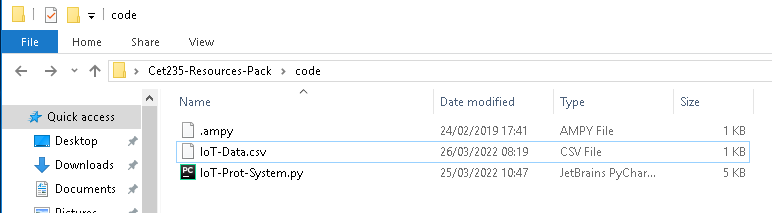 code
File Home Share View
Cet235-Resources-Pack code
Quick access
Desktop
Downloads
Documents
Pictures
Name Date modified Type Size
.ampy 24/02/2019 17:41 AMPY File 1 KB
IoT-Data.csv 26/03/2022 08:19 CSV File 1 KB
IoT-Prot-System.py 25/03/2022 10:47 JetBrains PyChar... 5 KB